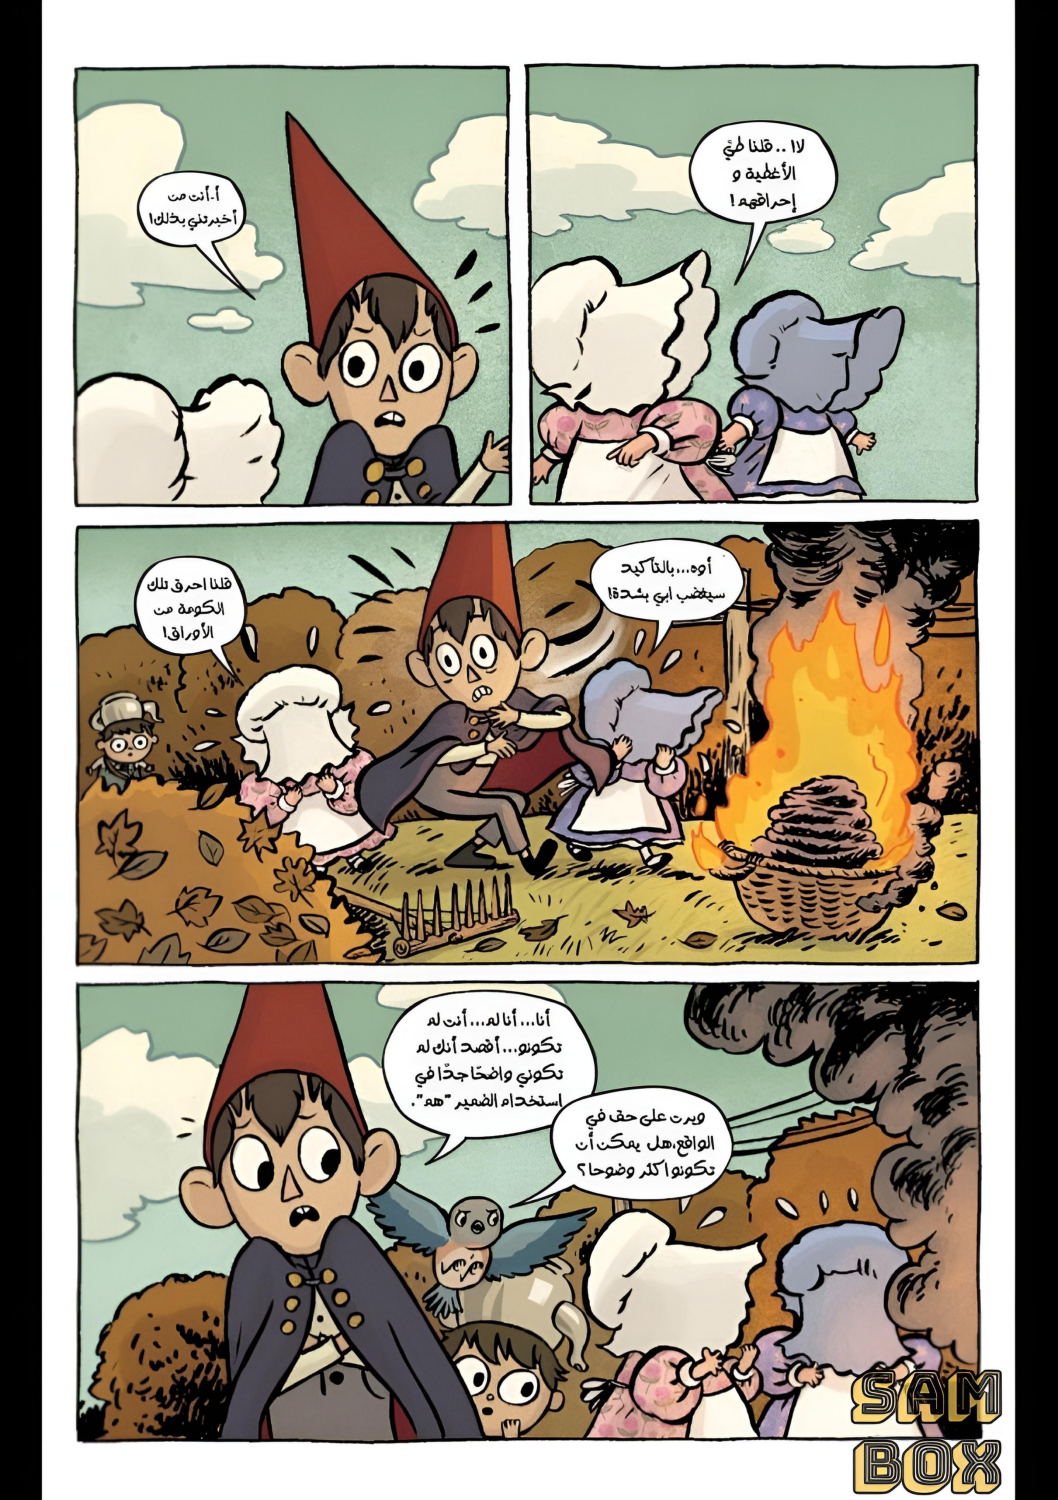 لا! .. قلنا طيَّ
الأغطية و
إحراقهم!
أ-أنت من
أخبرتني بذلك!
أوه... بالتأكيد
سيغضب ابي بشدة!
قلنا احرق تلك
الكومة من
الأوراق!
أنا... أنا لم... أنت لم
تكونو... أقصد أنك لم
تكوني واضحًا جدًا في
استخدام الضمير "هم".
ويرت على حق في
الواقع،هل يمكن أن
تكونوا اكثر وضوحا؟
SAM
BOX